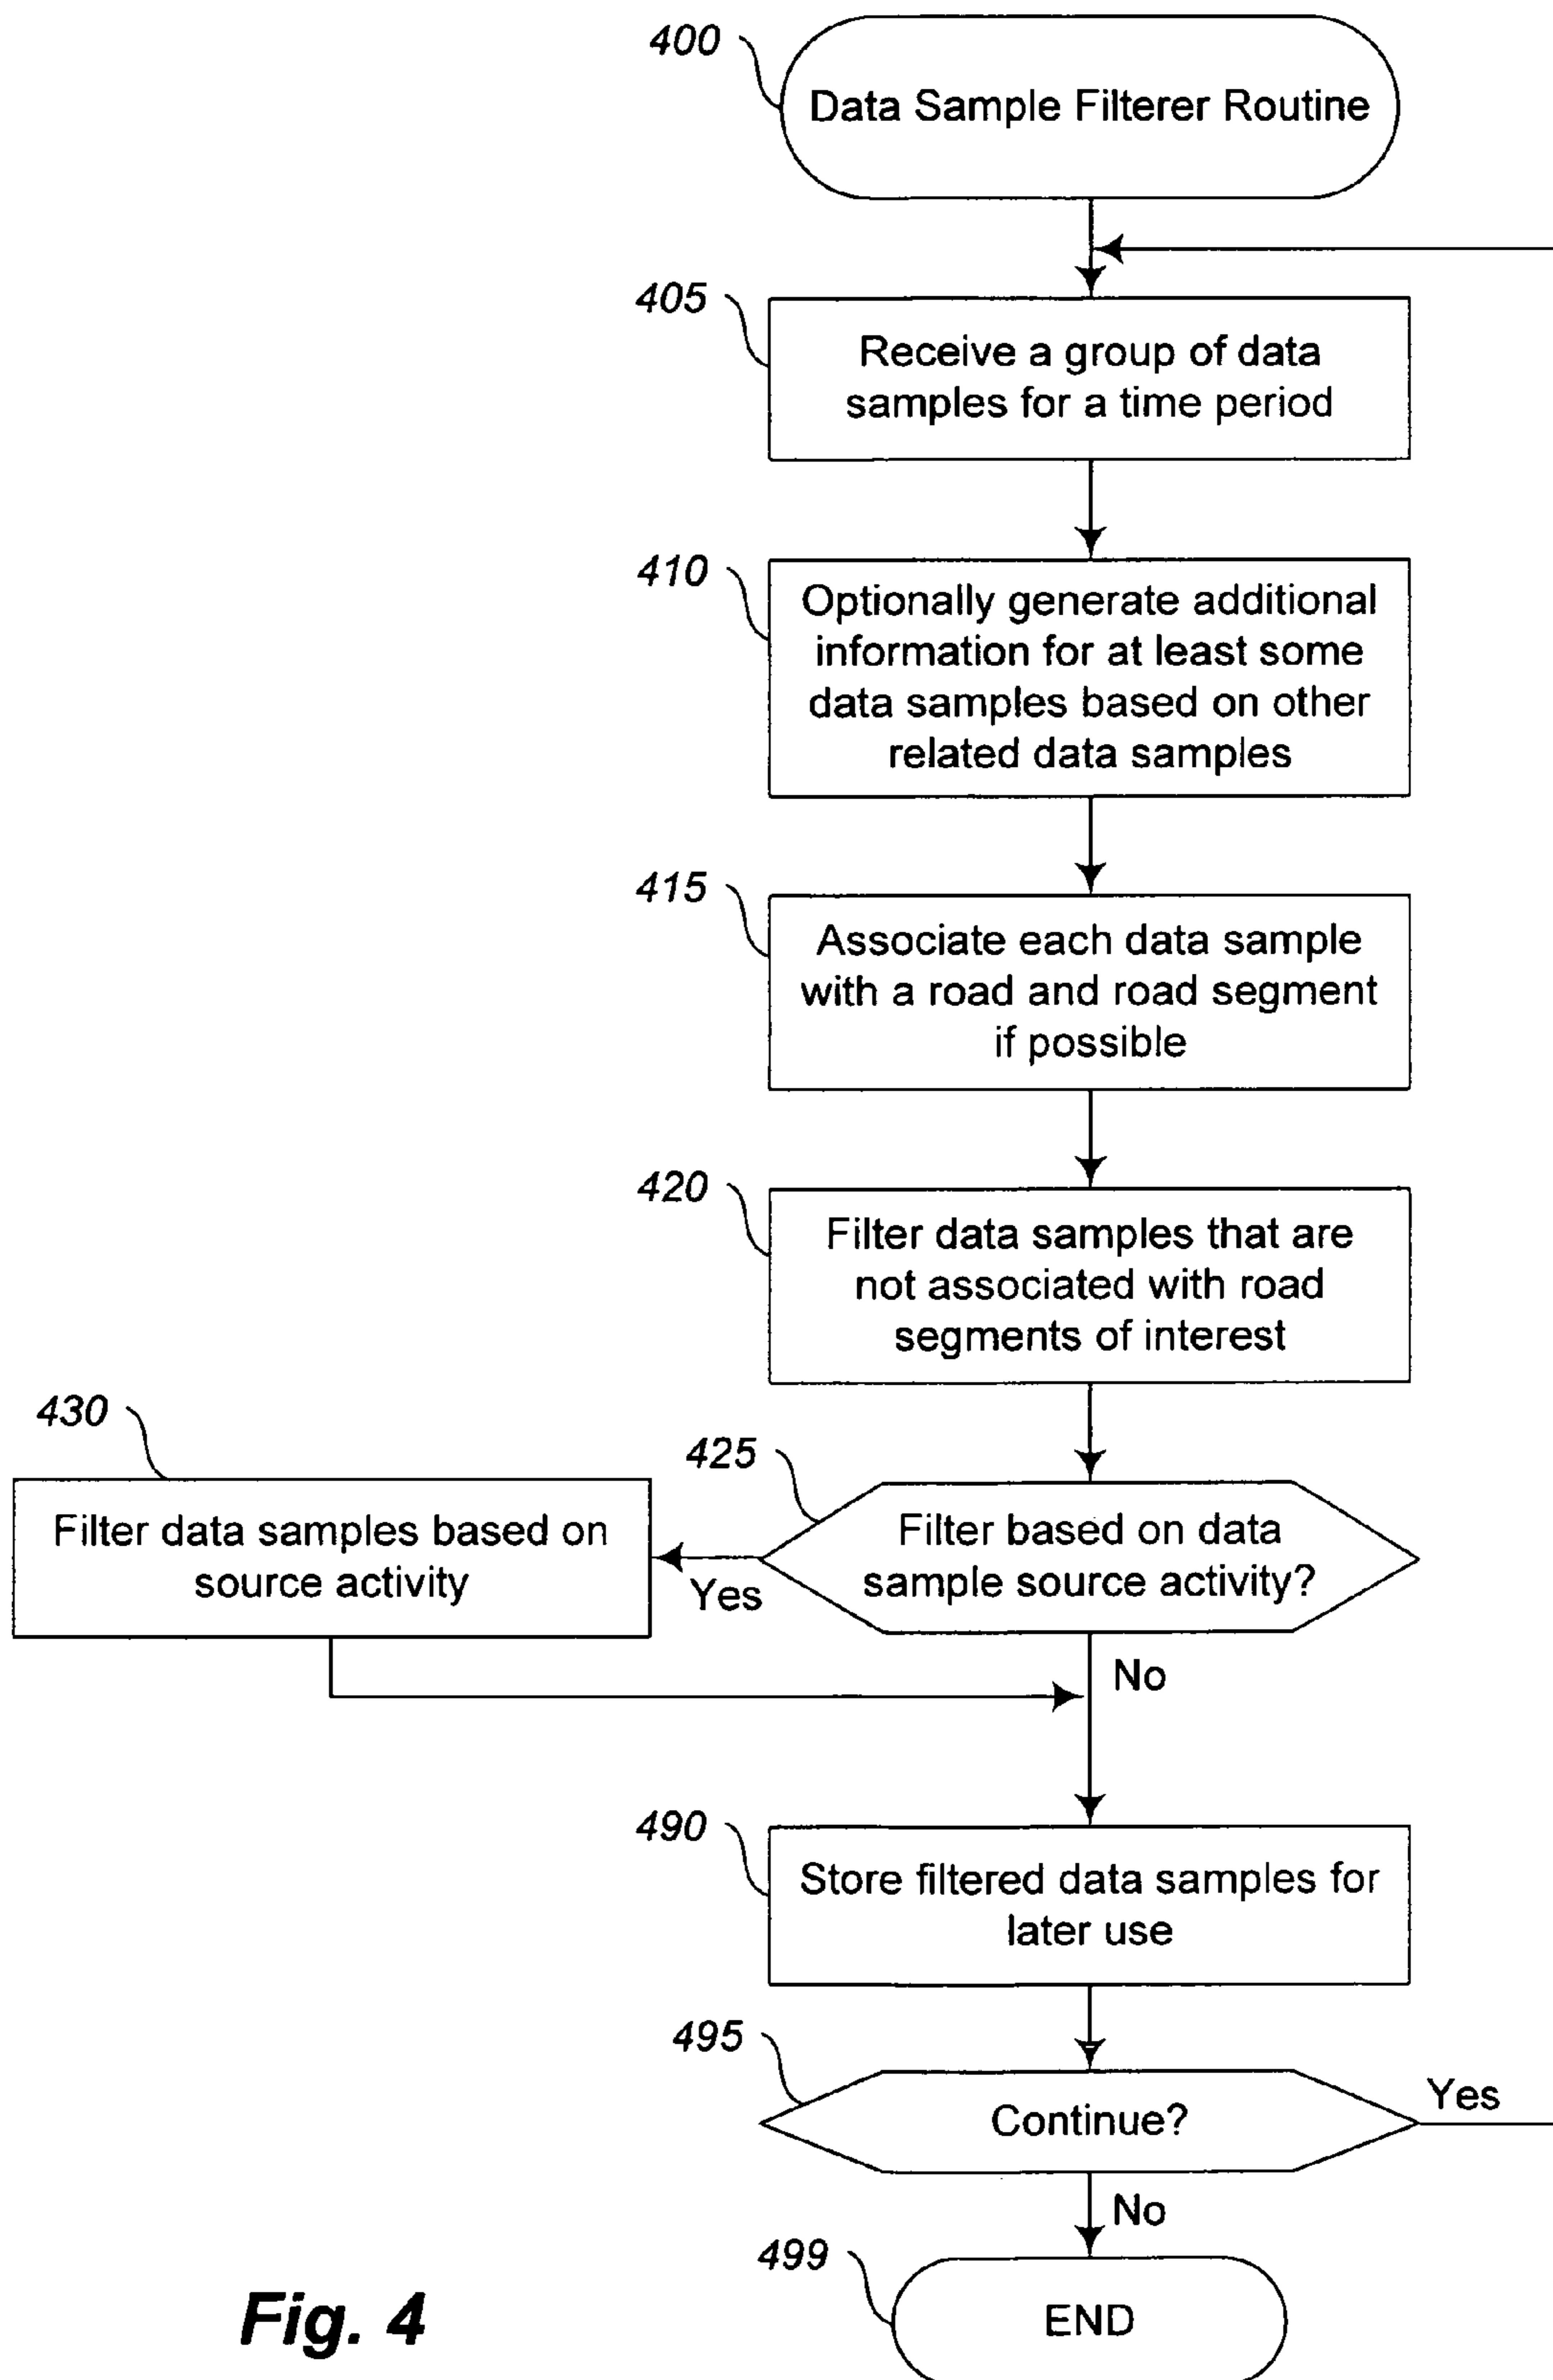 400
Data Sample Filterer Routine
405
Receive a group of data
samples for a time period
410
Optionally generate additional
information for at least some
data samples based on other
related data samples
415
Associate each data sample
with a road and road segment
if possible
420
Filter data samples that are
not associated with road
segments of interest
430
Filter data samples based on
source activity
425
Filter based on data
sample source activity?
Yes
No
490
Store filtered data samples for
later use
495
Continue?
Yes
No
499
END
Fig. 4